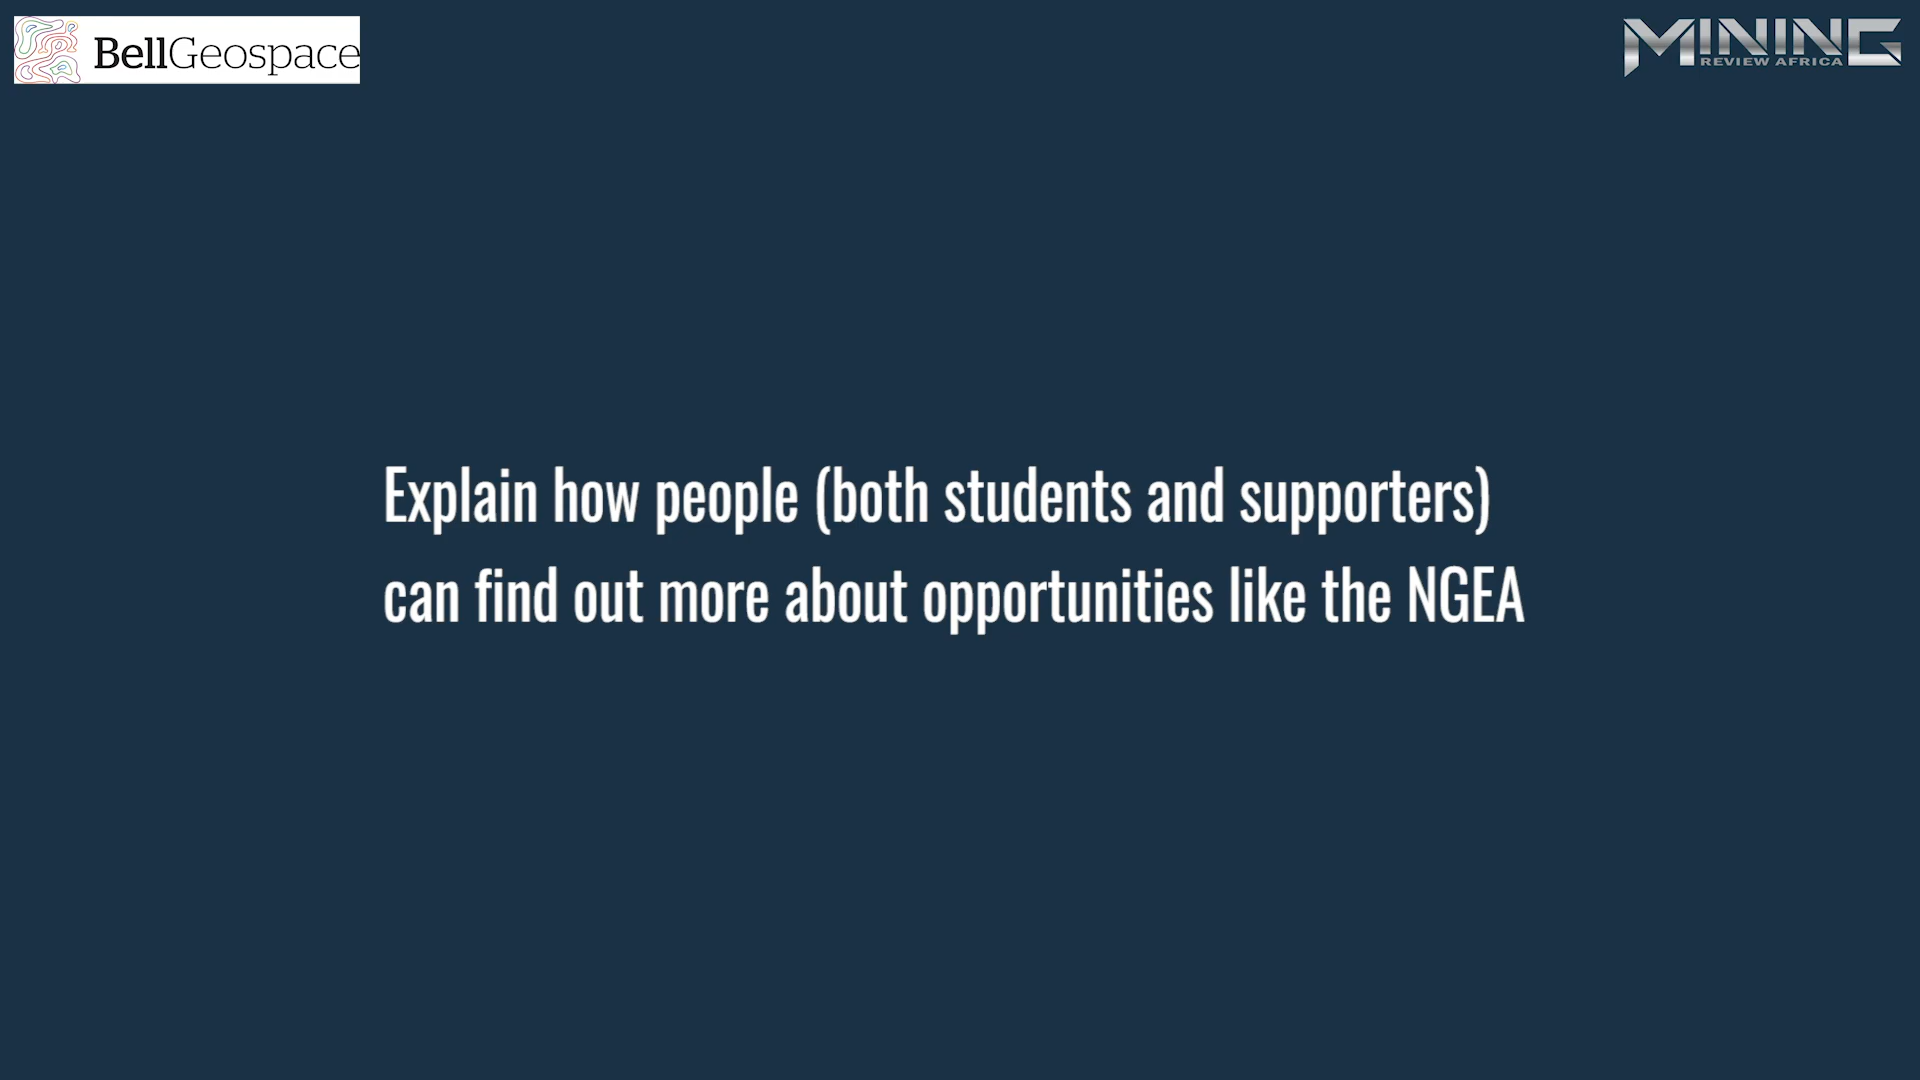 BellGeospace
MINING
REVIEW AFRICA
Explain how people (both students and supporters)
can find out more about opportunities like the NGEA